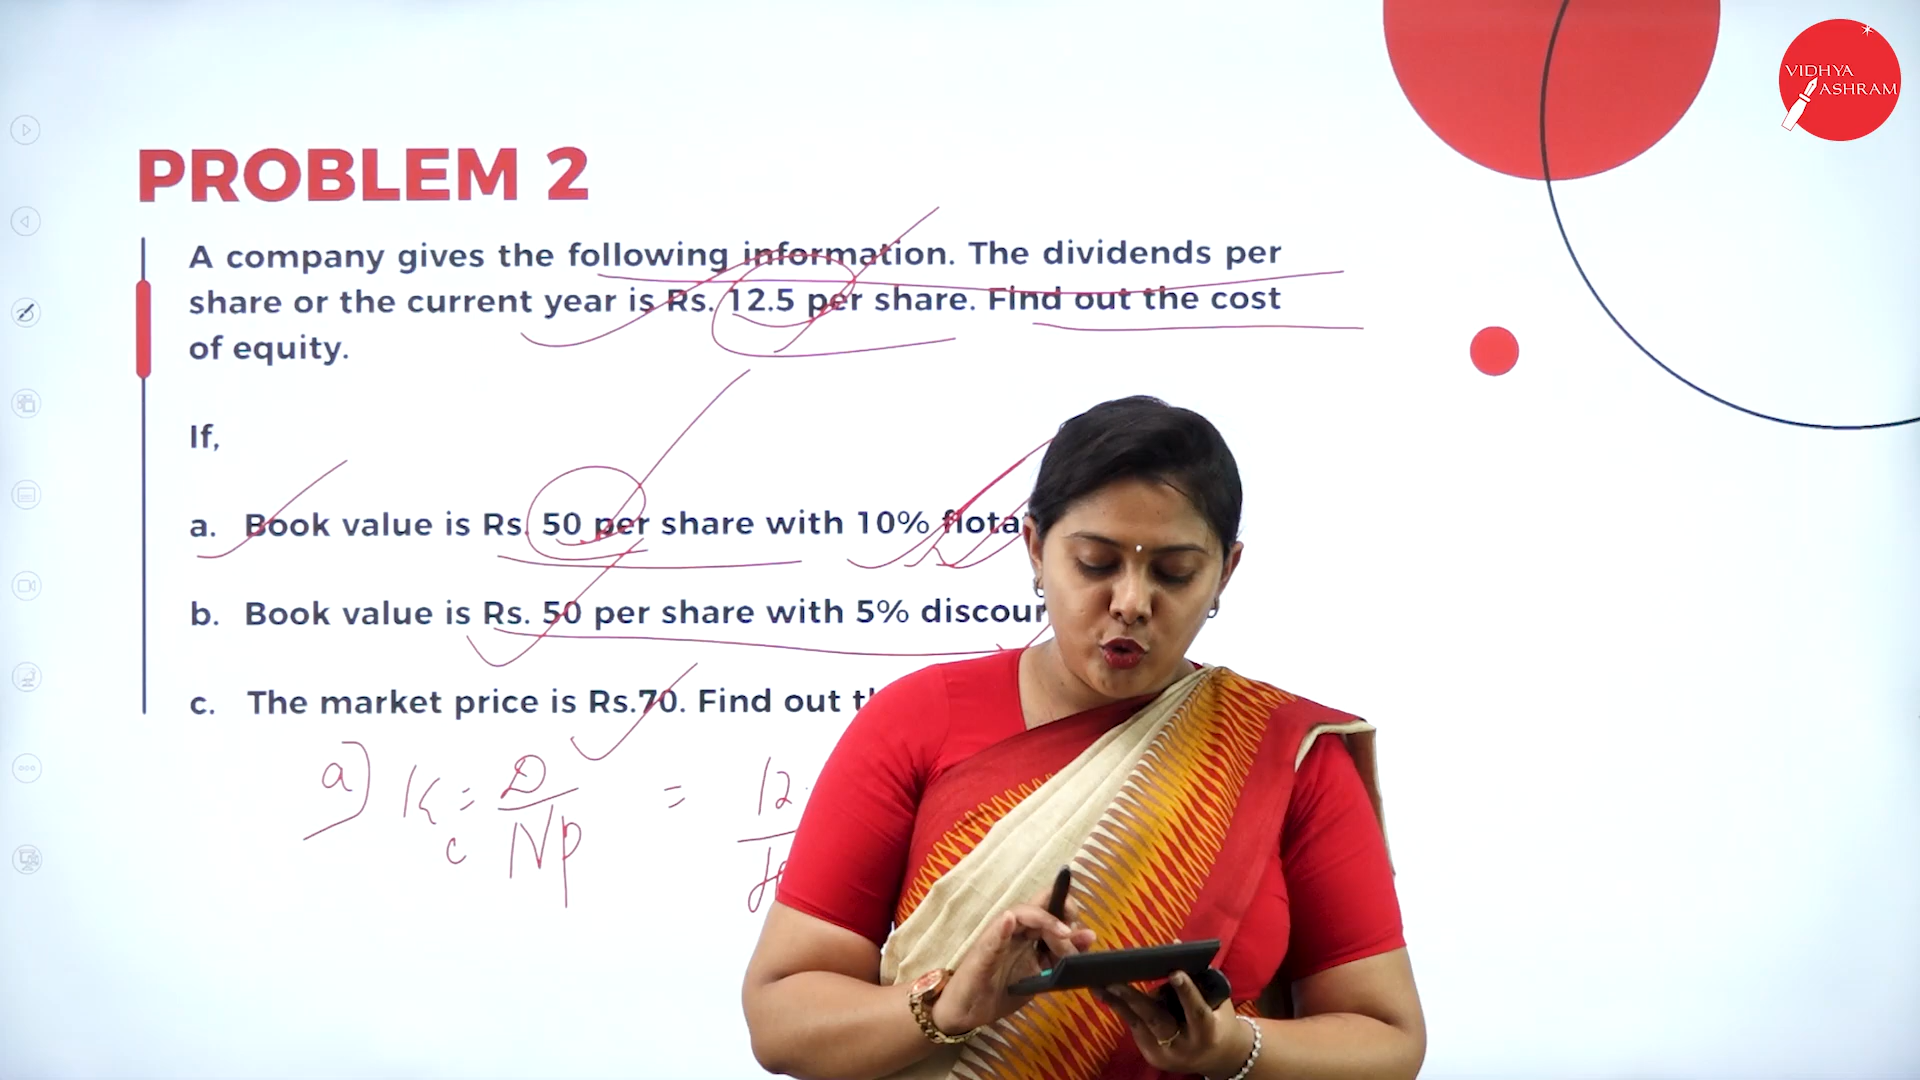 VIDHYA
ASHRAM
PROBLEM 2
A company gives the following information. The dividends per
share or the current year is Rs. 12.5 per share. Find out the cost
of equity.
If,
a. Book value is Rs. 50 per share with 10%
b. Book value is Rs. 50 per share with 5%
c. The market price is Rs.70. Find out
a) Kc = D/Np = 12.